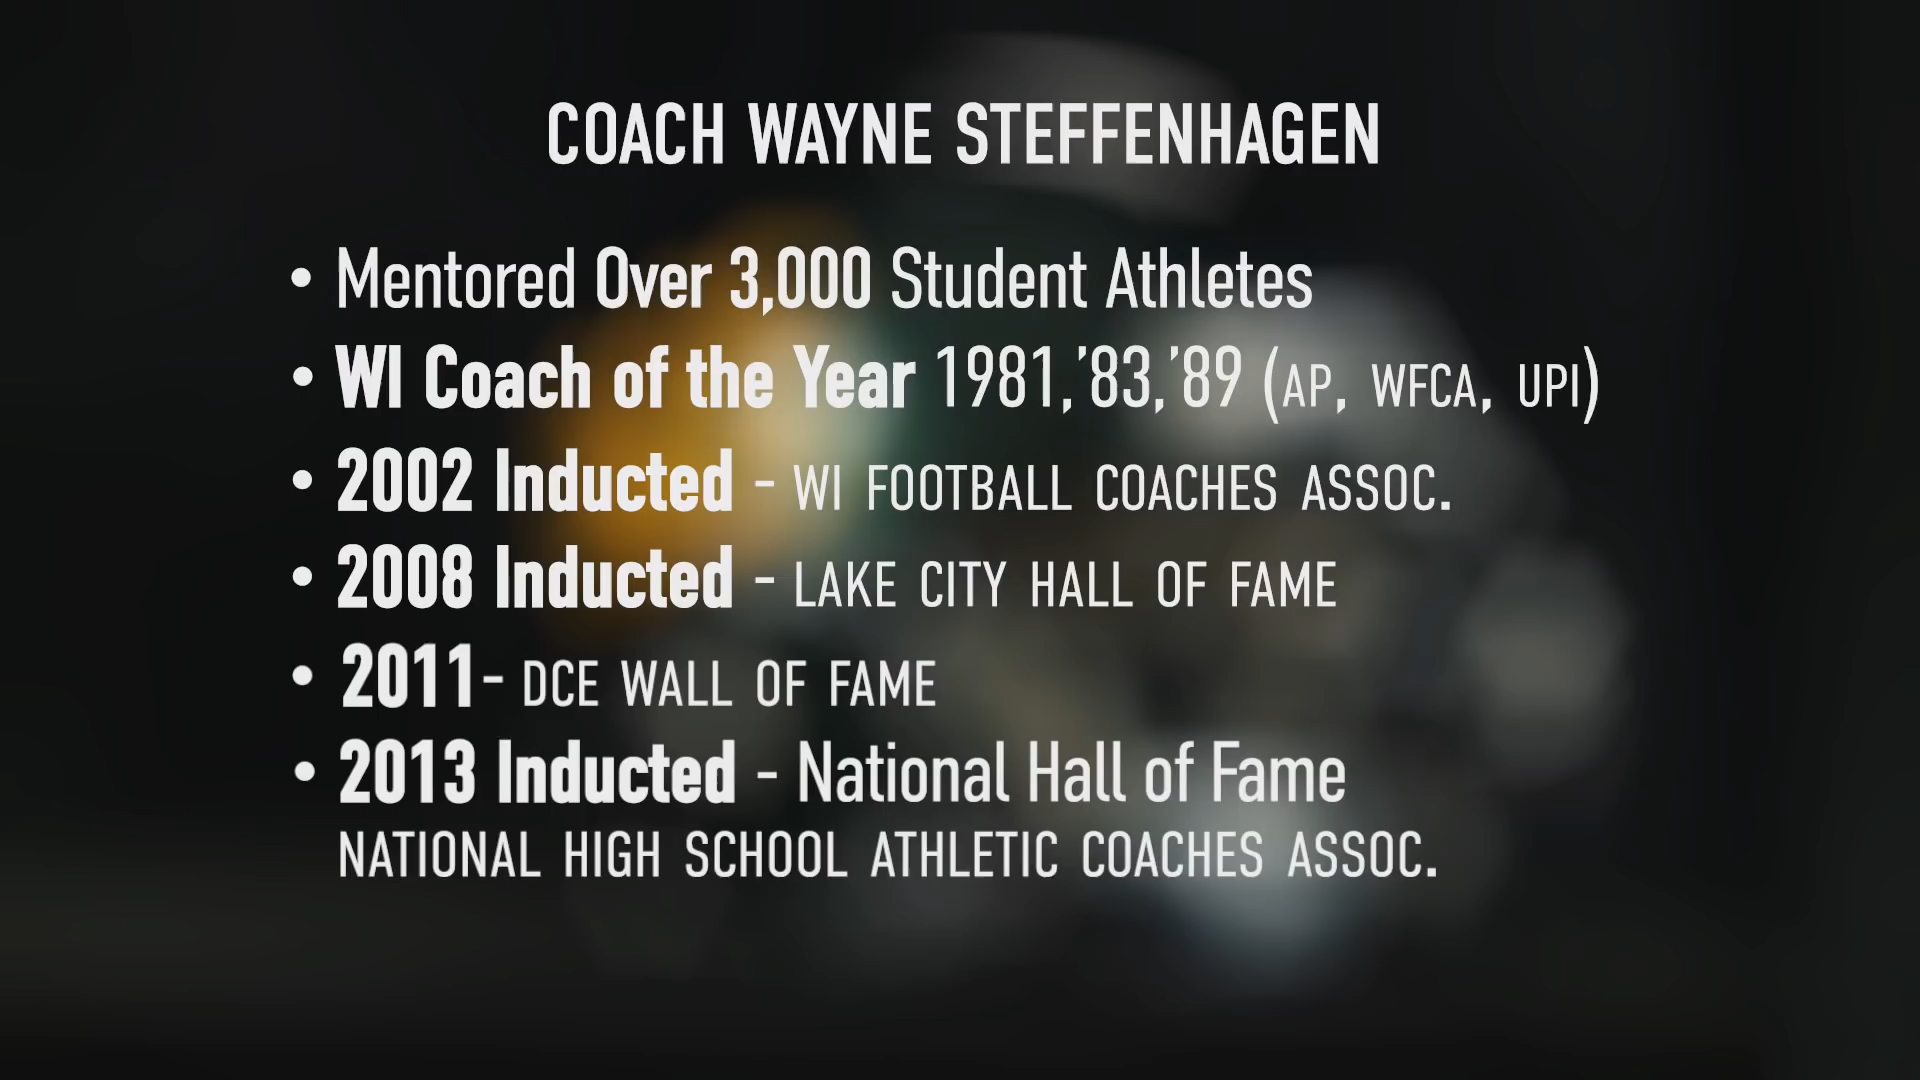 COACH WAYNE STEFFENHAGEN
• Mentored Over 3,000 Student Athletes
• WI Coach of the Year 1981,'83,'89 (AP, WFCA, UPI)
• 2002 Inducted - WI FOOTBALL COACHES ASSOC.
• 2008 Inducted - LAKE CITY HALL OF FAME
• 2011- DCE WALL OF FAME
• 2013 Inducted - National Hall of Fame
NATIONAL HIGH SCHOOL ATHLETIC COACHES ASSOC.